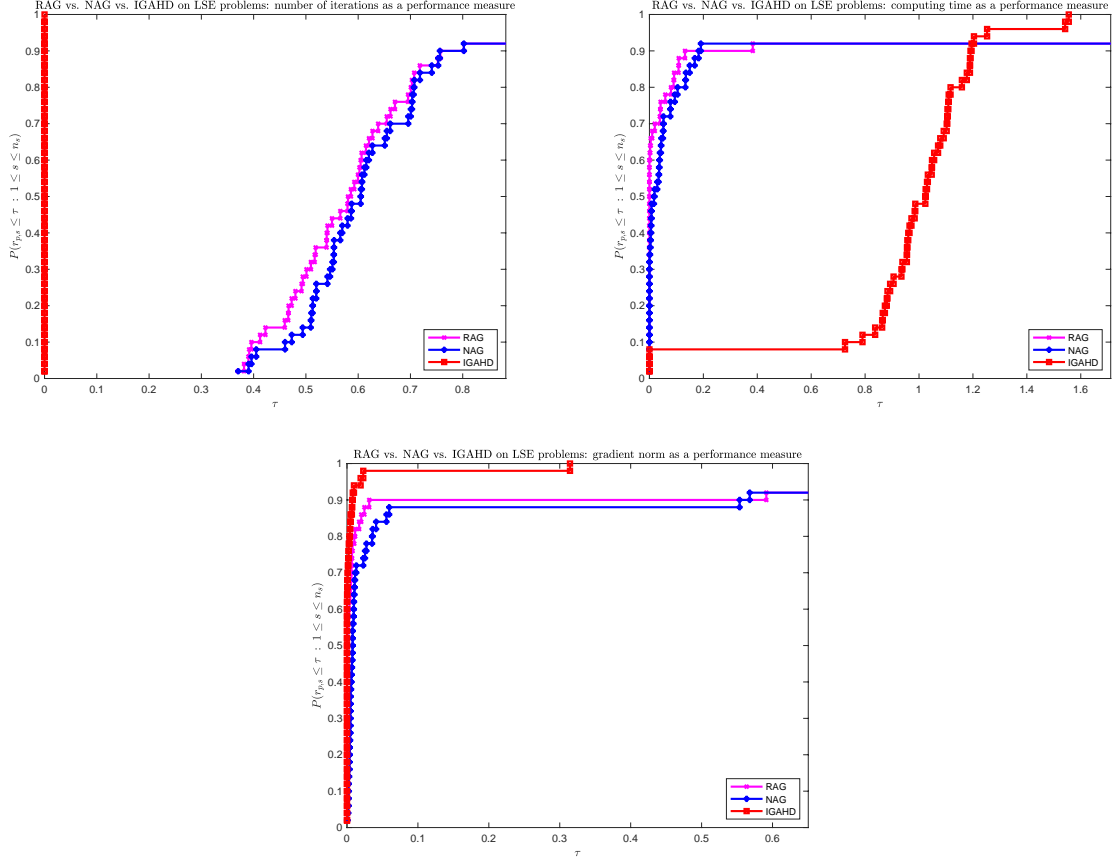 RAG vs. NAG vs. IGAHD on LSE problems: number of iterations as a performance measure
P(r_{p,s} ≤ τ : 1 ≤ s ≤ n_s)
1
0.9
0.8
0.7
0.6
0.5
0.4
0.3
0.2
0.1
0
0 0.1 0.2 0.3 0.4 0.5 0.6 0.7 0.8
τ
RAG
NAG
IGAHD
RAG vs. NAG vs. IGAHD on LSE problems: computing time as a performance measure
P(r_{p,s} ≤ τ : 1 ≤ s ≤ n_s)
1
0.9
0.8
0.7
0.6
0.5
0.4
0.3
0.2
0.1
0
0 0.2 0.4 0.6 0.8 1 1.2 1.4 1.6
τ
RAG
NAG
IGAHD
RAG vs. NAG vs. IGAHD on LSE problems: gradient norm as a performance measure
P(r_{p,s} ≤ τ : 1 ≤ s ≤ n_s)
1
0.9
0.8
0.7
0.6
0.5
0.4
0.3
0.2
0.1
0
0 0.1 0.2 0.3 0.4 0.5 0.6
τ
RAG
NAG
IGAHD